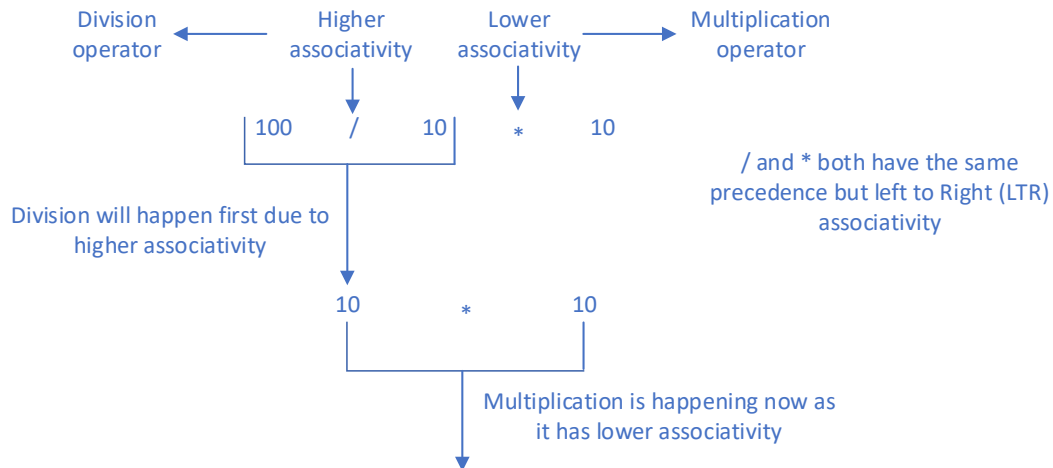 Division
operator
Higher
associativity
Lower
associativity
Multiplication
operator
100 / 10 * 10
/ and * both have the same
precedence but left to Right (LTR)
associativity
Division will happen first due to
higher associativity
10 * 10
Multiplication is happening now as
it has lower associativity